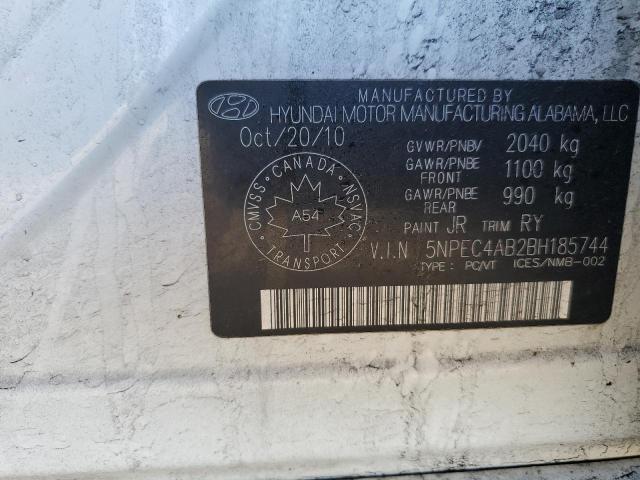 MANUFACTURED BY
HYUNDAI MOTOR MANUFACTURING ALABAMA, LLC
Oct/20/10
GVWR/PNBV 2040 kg
GAWR/PNBE FRONT 1100 kg
GAWR/PNBE REAR 990 kg
PAINT JR TRIM RY
V.I.N 5NPEC4AB2BH185744
TYPE: PC/VT ICES/NMB-002
CMVSS · CANADA · NSVAC
A54
TRANSPORT